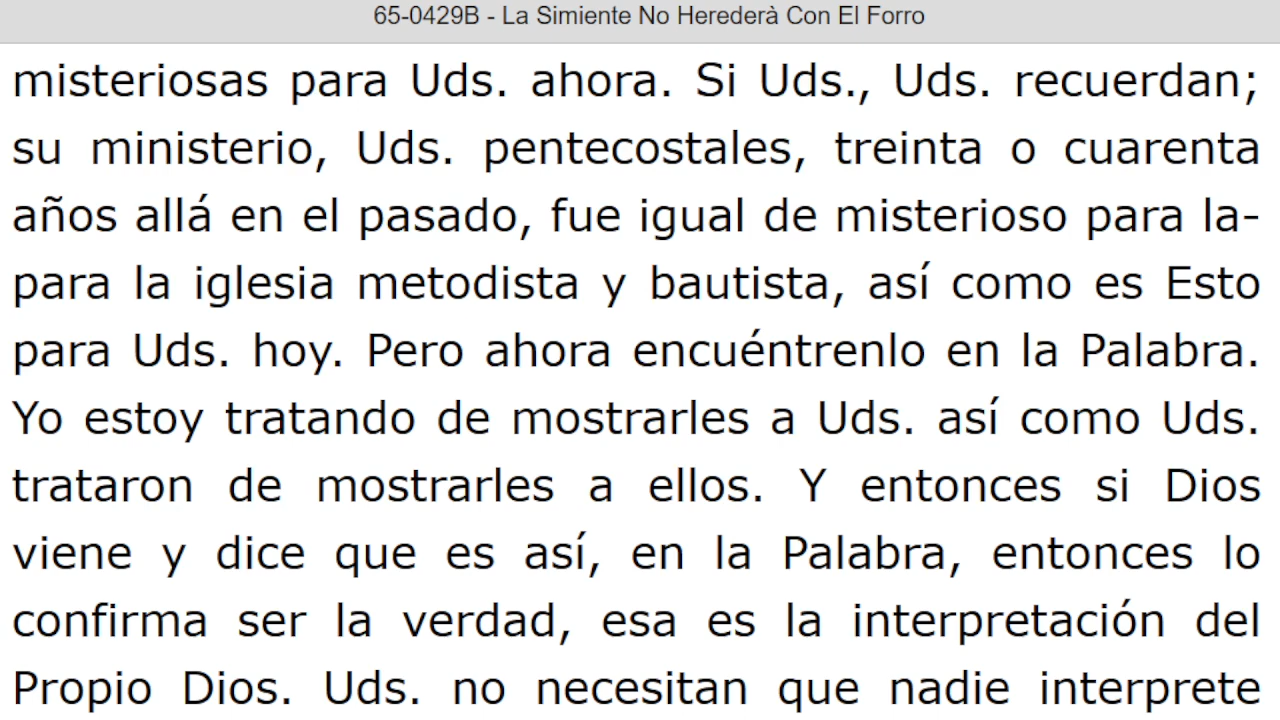 65-0429B - La Simiente No Herederà Con El Forro
misteriosas para Uds. ahora. Si Uds., Uds. recuerdan;
su ministerio, Uds. pentecostales, treinta o cuarenta
años allá en el pasado, fue igual de misterioso para la-
para la iglesia metodista y bautista, así como es Esto
para Uds. hoy. Pero ahora encuéntrenlo en la Palabra.
Yo estoy tratando de mostrarles a Uds. así como Uds.
trataron de mostrarles a ellos. Y entonces si Dios
viene y dice que es así, en la Palabra, entonces lo
confirma ser la verdad, esa es la interpretación del
Propio Dios. Uds. no necesitan que nadie interprete